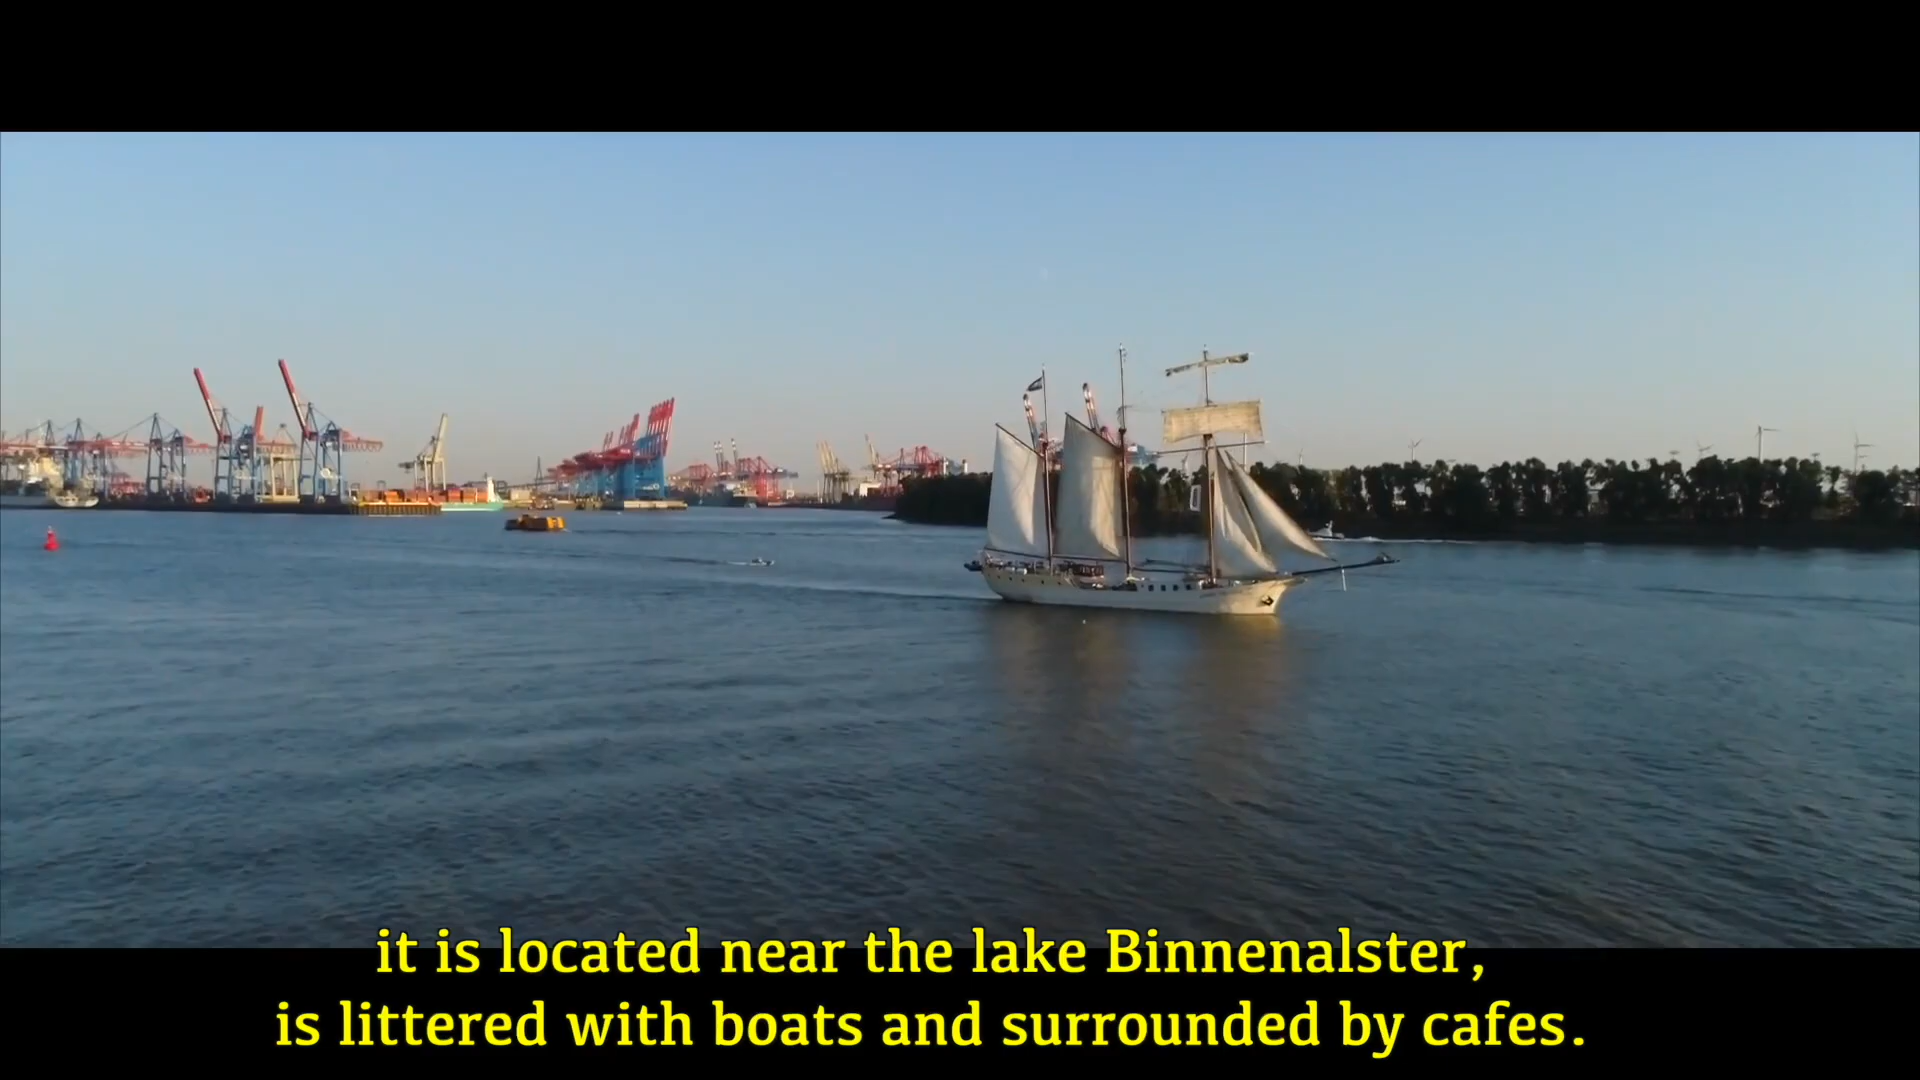 it is located near the lake Binnenalster,
is littered with boats and surrounded by cafes.